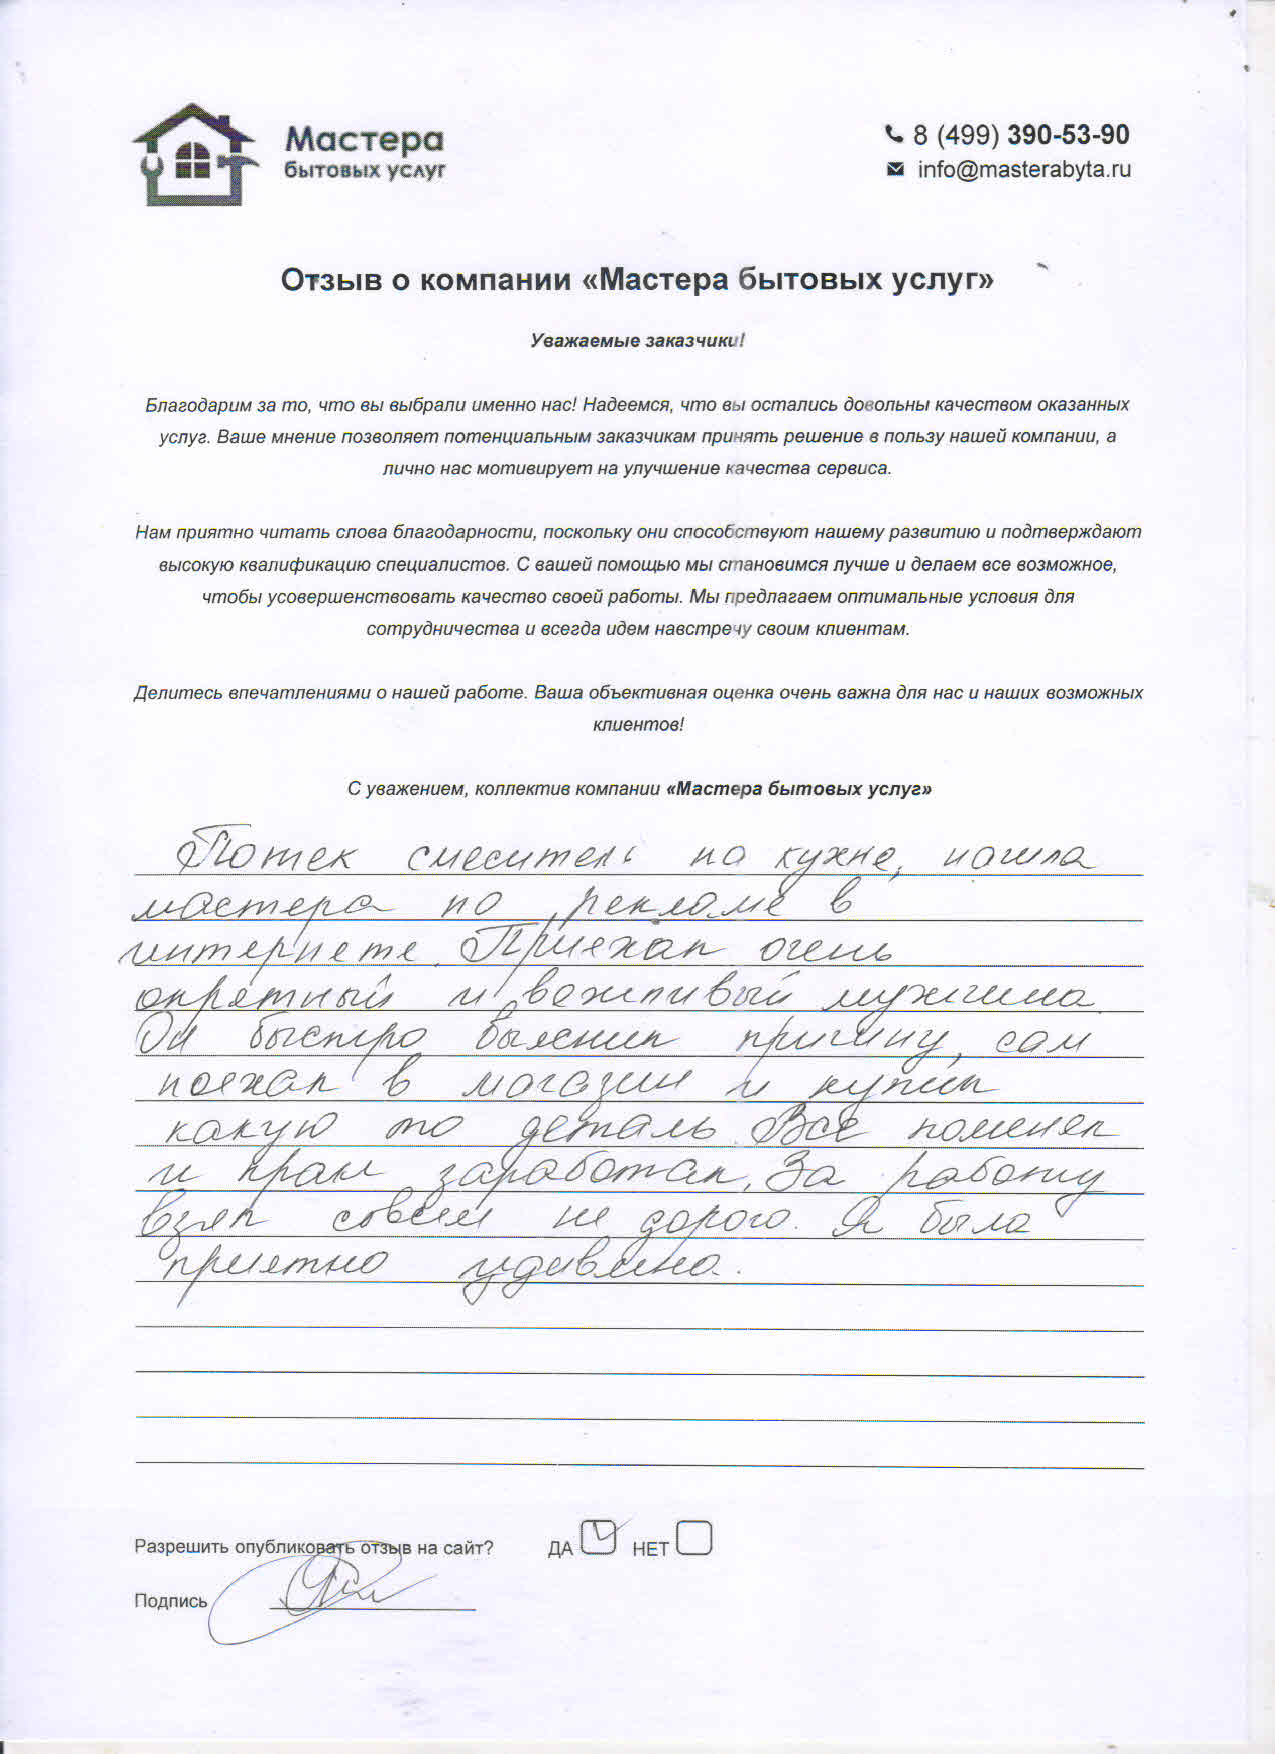 Мастера
бытовых услуг
8 (499) 390-53-90
info@masterabyta.ru
Отзыв о компании «Мастера бытовых услуг»
Уважаемые заказчики!
Благодарим за то, что вы выбрали именно нас! Надеемся, что вы остались довольны качеством оказанных
услуг. Ваше мнение позволяет потенциальным заказчикам принять решение в пользу нашей компании, а
лично нас мотивирует на улучшение качества сервиса.
Нам приятно читать слова благодарности, поскольку они способствуют нашему развитию и подтверждают
высокую квалификацию специалистов. С вашей помощью мы становимся лучше и делаем все возможное,
чтобы усовершенствовать качество своей работы. Мы предлагаем оптимальные условия для
сотрудничества и всегда идем навстречу своим клиентам.
Делитесь впечатлениями о нашей работе. Ваша объективная оценка очень важна для нас и наших возможных
клиентов!
С уважением, коллектив компании «Мастера бытовых услуг»
Потек смеситель на кухне, нашла
мастера по рекламе в
интернете. Приехал очень
опрятный и вежливый мужчина.
Он быстро выяснил причину, сам
поехал в магазин и купил
какую то деталь. Все поменял
и кран заработал. За работу
взял совсем не дорого. Я была
приятно удивлена.
Разрешить опубликовать отзыв на сайт? ДА НЕТ
Подпись